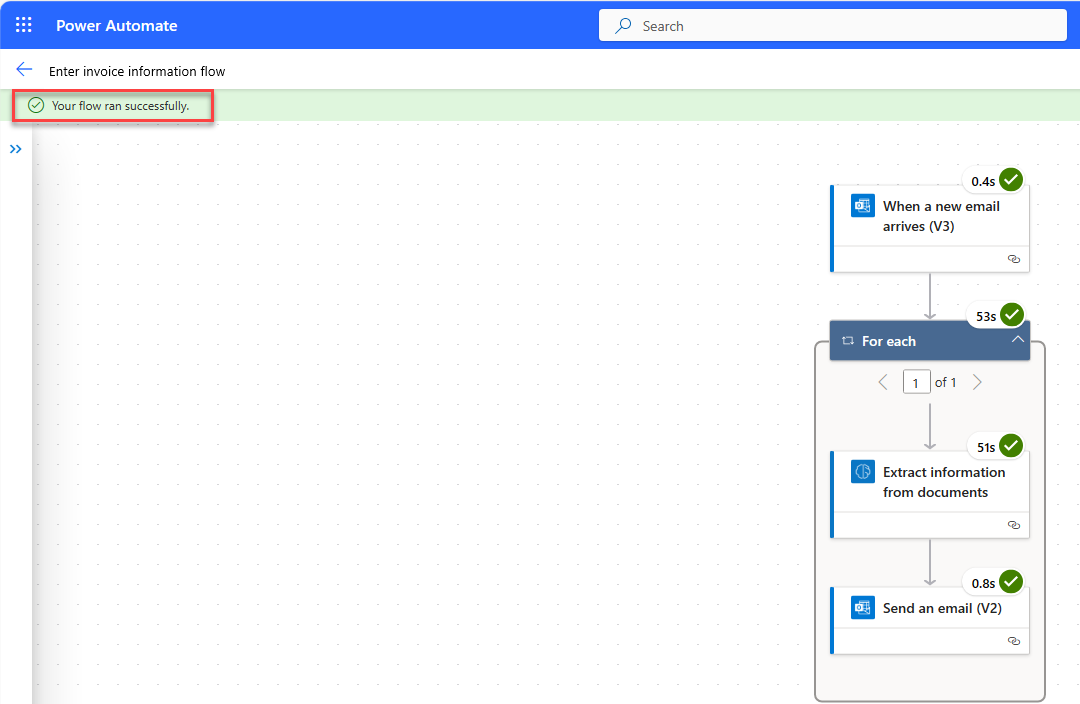 Power Automate
Search
Enter invoice information flow
Your flow ran successfully.
0.4s
When a new email
arrives (V3)
53s
For each
1 of 1
51s
Extract information
from documents
0.8s
Send an email (V2)